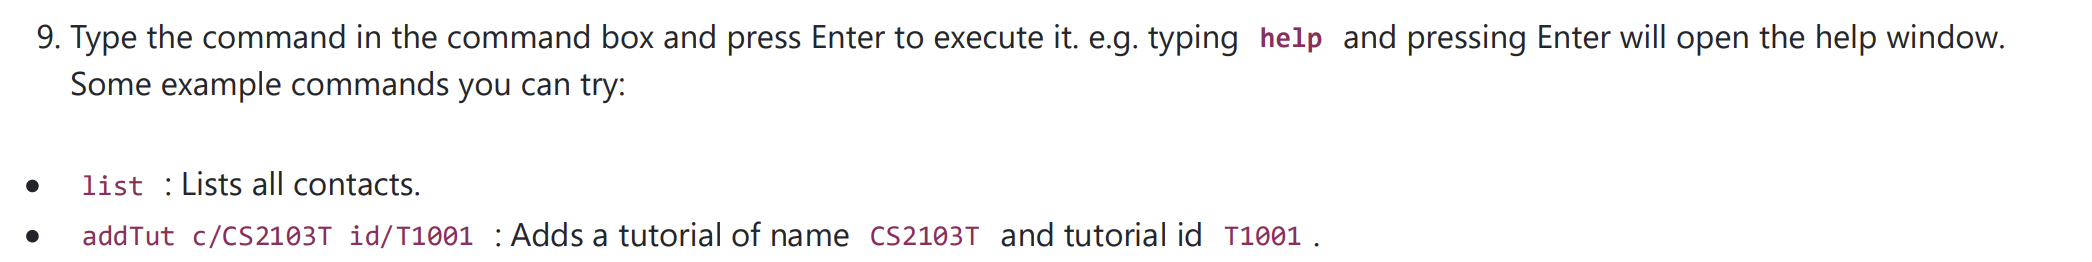 9. Type the command in the command box and press Enter to execute it. e.g. typing help and pressing Enter will open the help window.
Some example commands you can try:
• list : Lists all contacts.
• addTut c/CS2103T id/T1001 : Adds a tutorial of name CS2103T and tutorial id T1001 .